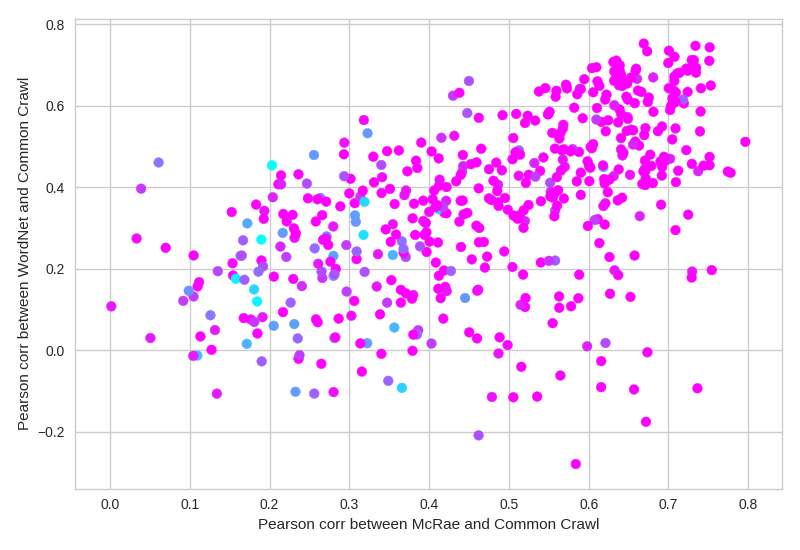 Pearson corr between WordNet and Common Crawl
0.8
0.6
0.4
0.2
0.0
−0.2
0.0 0.1 0.2 0.3 0.4 0.5 0.6 0.7 0.8
Pearson corr between McRae and Common Crawl